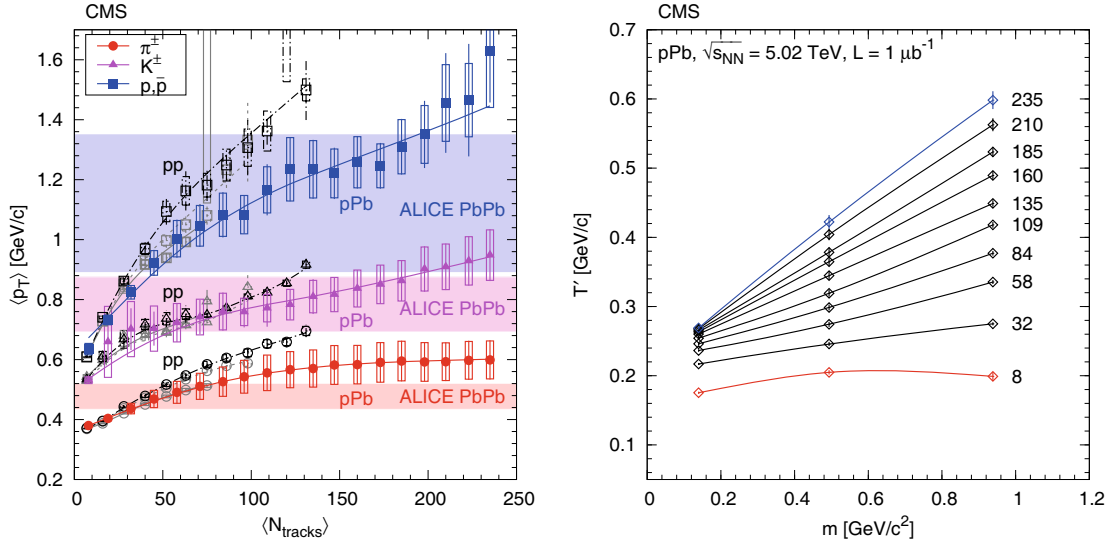 CMS
π±
K±
p,p̄
pp
pp
pp
pPb
pPb
pPb
ALICE PbPb
ALICE PbPb
ALICE PbPb
1.6
1.4
1.2
1
0.8
0.6
0.4
0.2
0
50
100
150
200
250
⟨pT⟩ [GeV/c]
⟨Ntracks⟩
CMS
pPb, √sNN = 5.02 TeV, L = 1 μb⁻¹
235
210
185
160
135
109
84
58
32
8
0.7
0.6
0.5
0.4
0.3
0.2
0.1
0
0.2
0.4
0.6
0.8
1
1.2
T′ [GeV/c]
m [GeV/c²]